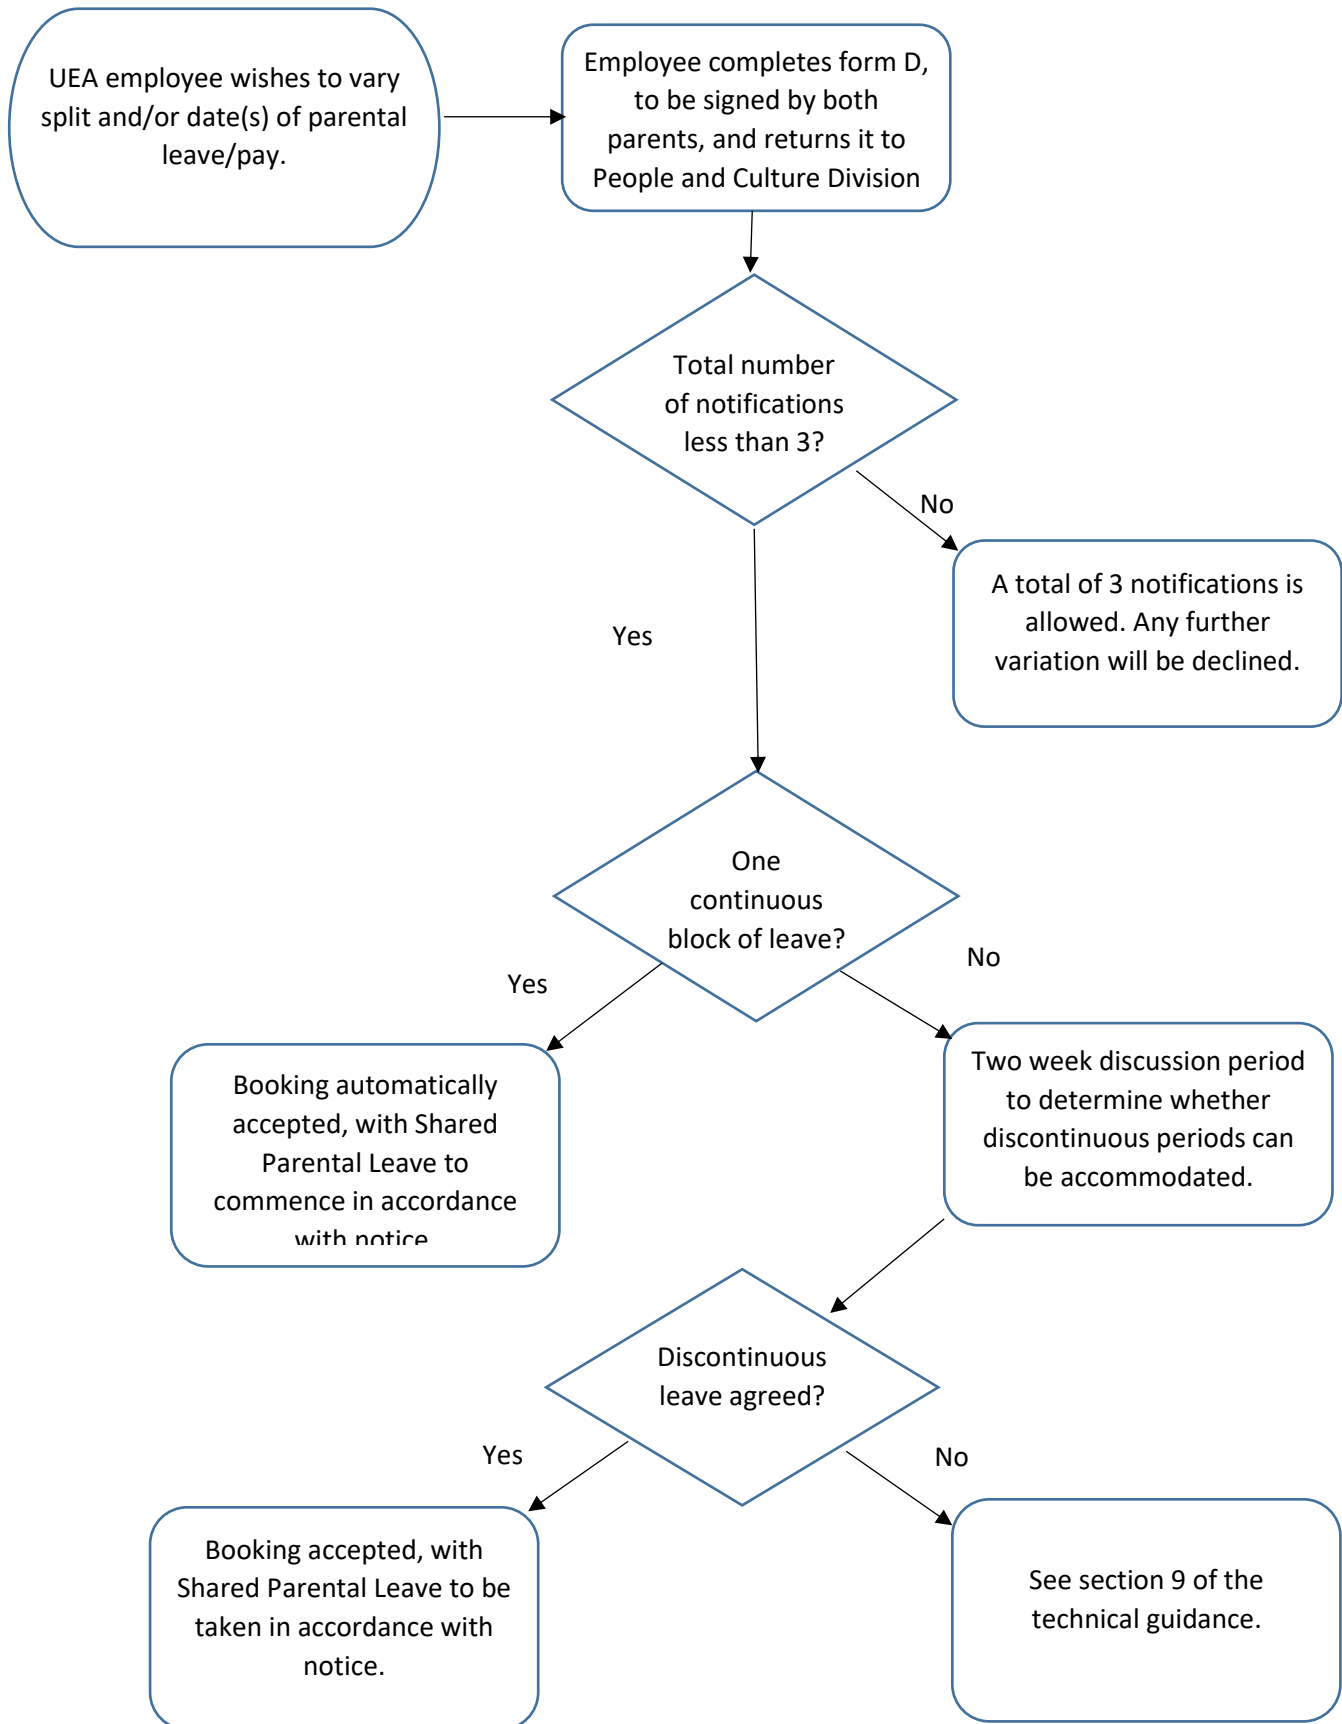 UEA employee wishes to vary
split and/or date(s) of parental
leave/pay.
Employee completes form D,
to be signed by both
parents, and returns it to
People and Culture Division
Total number
of notifications
less than 3?
No
A total of 3 notifications is
allowed. Any further
variation will be declined.
Yes
One
continuous
block of leave?
Yes
No
Booking automatically
accepted, with Shared
Parental Leave to
commence in accordance
with notice
Two week discussion period
to determine whether
discontinuous periods can
be accommodated.
Discontinuous
leave agreed?
Yes
No
Booking accepted, with
Shared Parental Leave to be
taken in accordance with
notice.
See section 9 of the
technical guidance.